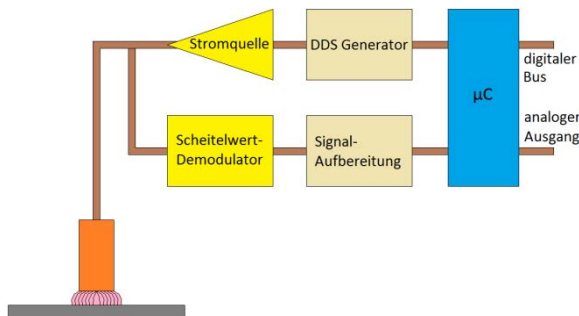 Stromquelle
DDS Generator
µC
digitaler
Bus
Scheitelwert-
Demodulator
Signal-
Aufbereitung
analoger
Ausgang